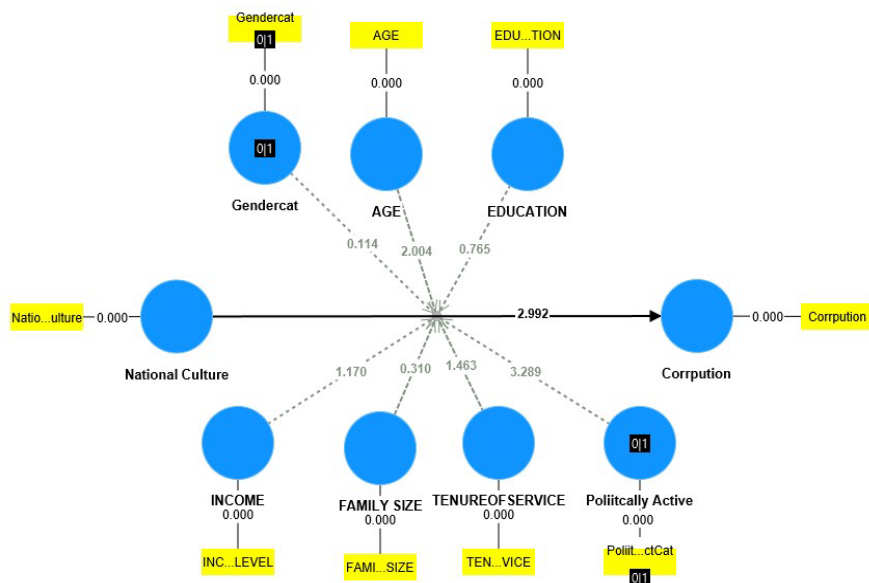 Gendercat
0|1
AGE
EDU...TION
0.000
0.000
0.000
0|1
Gendercat
AGE
EDUCATION
0.114
2.004
0.765
Natio...ulture
0.000
2.992
0.000
Corrpution
National Culture
Corrpution
1.170
0.310
1.463
3.289
0|1
INCOME
FAMILY SIZE
TENUREOFSERVICE
Poliitcally Active
0.000
0.000
0.000
0.000
INC...LEVEL
FAMI...SIZE
TEN...VICE
Poliit...ctCat
0|1